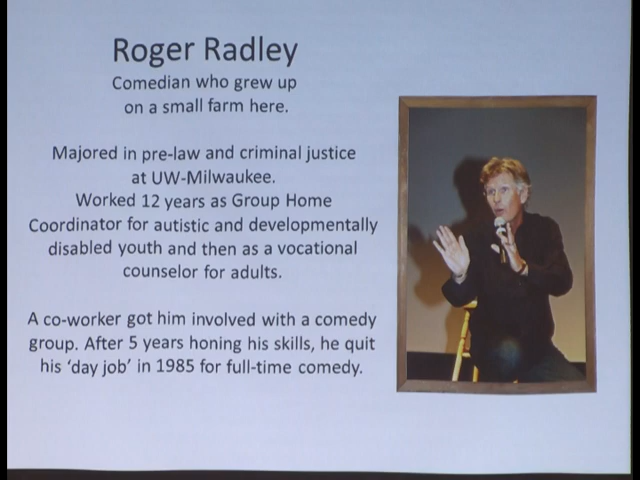 Roger Radley
Comedian who grew up
on a small farm here.
Majored in pre-law and criminal justice
at UW-Milwaukee.
Worked 12 years as Group Home
Coordinator for autistic and developmentally
disabled youth and then as a vocational
counselor for adults.
A co-worker got him involved with a comedy
group. After 5 years honing his skills, he quit
his ‘day job’ in 1985 for full-time comedy.